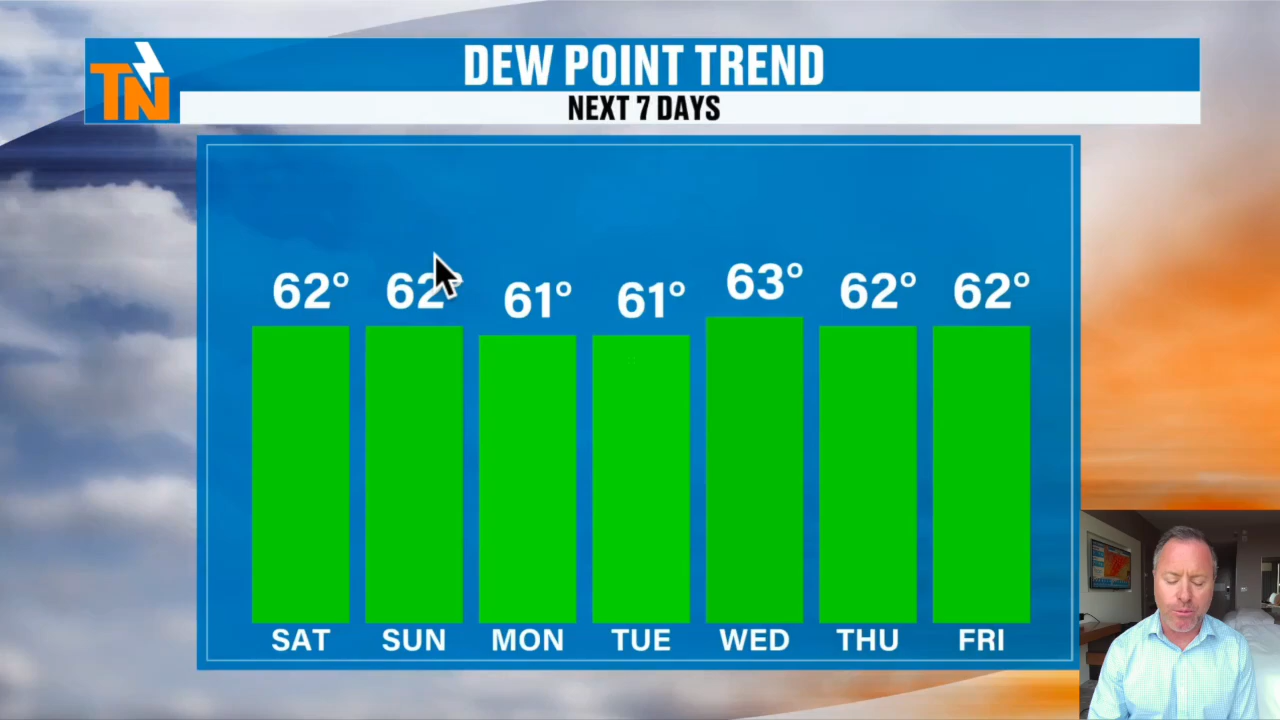 TN
DEW POINT TREND
NEXT 7 DAYS
62° 62° 61° 61° 63° 62° 62°
SAT SUN MON TUE WED THU FRI